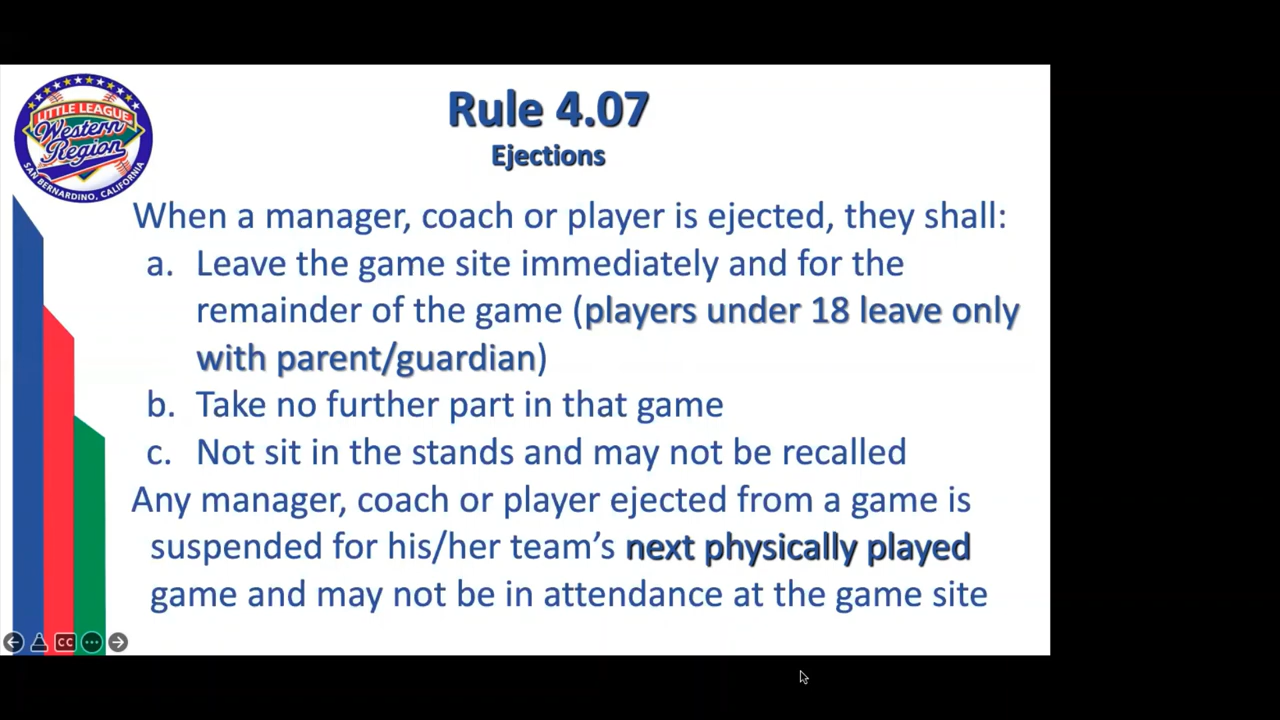 LITTLE LEAGUE
Western
Region
SAN BERNARDINO, CALIFORNIA
Rule 4.07
Ejections
When a manager, coach or player is ejected, they shall:
a. Leave the game site immediately and for the
remainder of the game (players under 18 leave only
with parent/guardian)
b. Take no further part in that game
c. Not sit in the stands and may not be recalled
Any manager, coach or player ejected from a game is
suspended for his/her team’s next physically played
game and may not be in attendance at the game site
CC